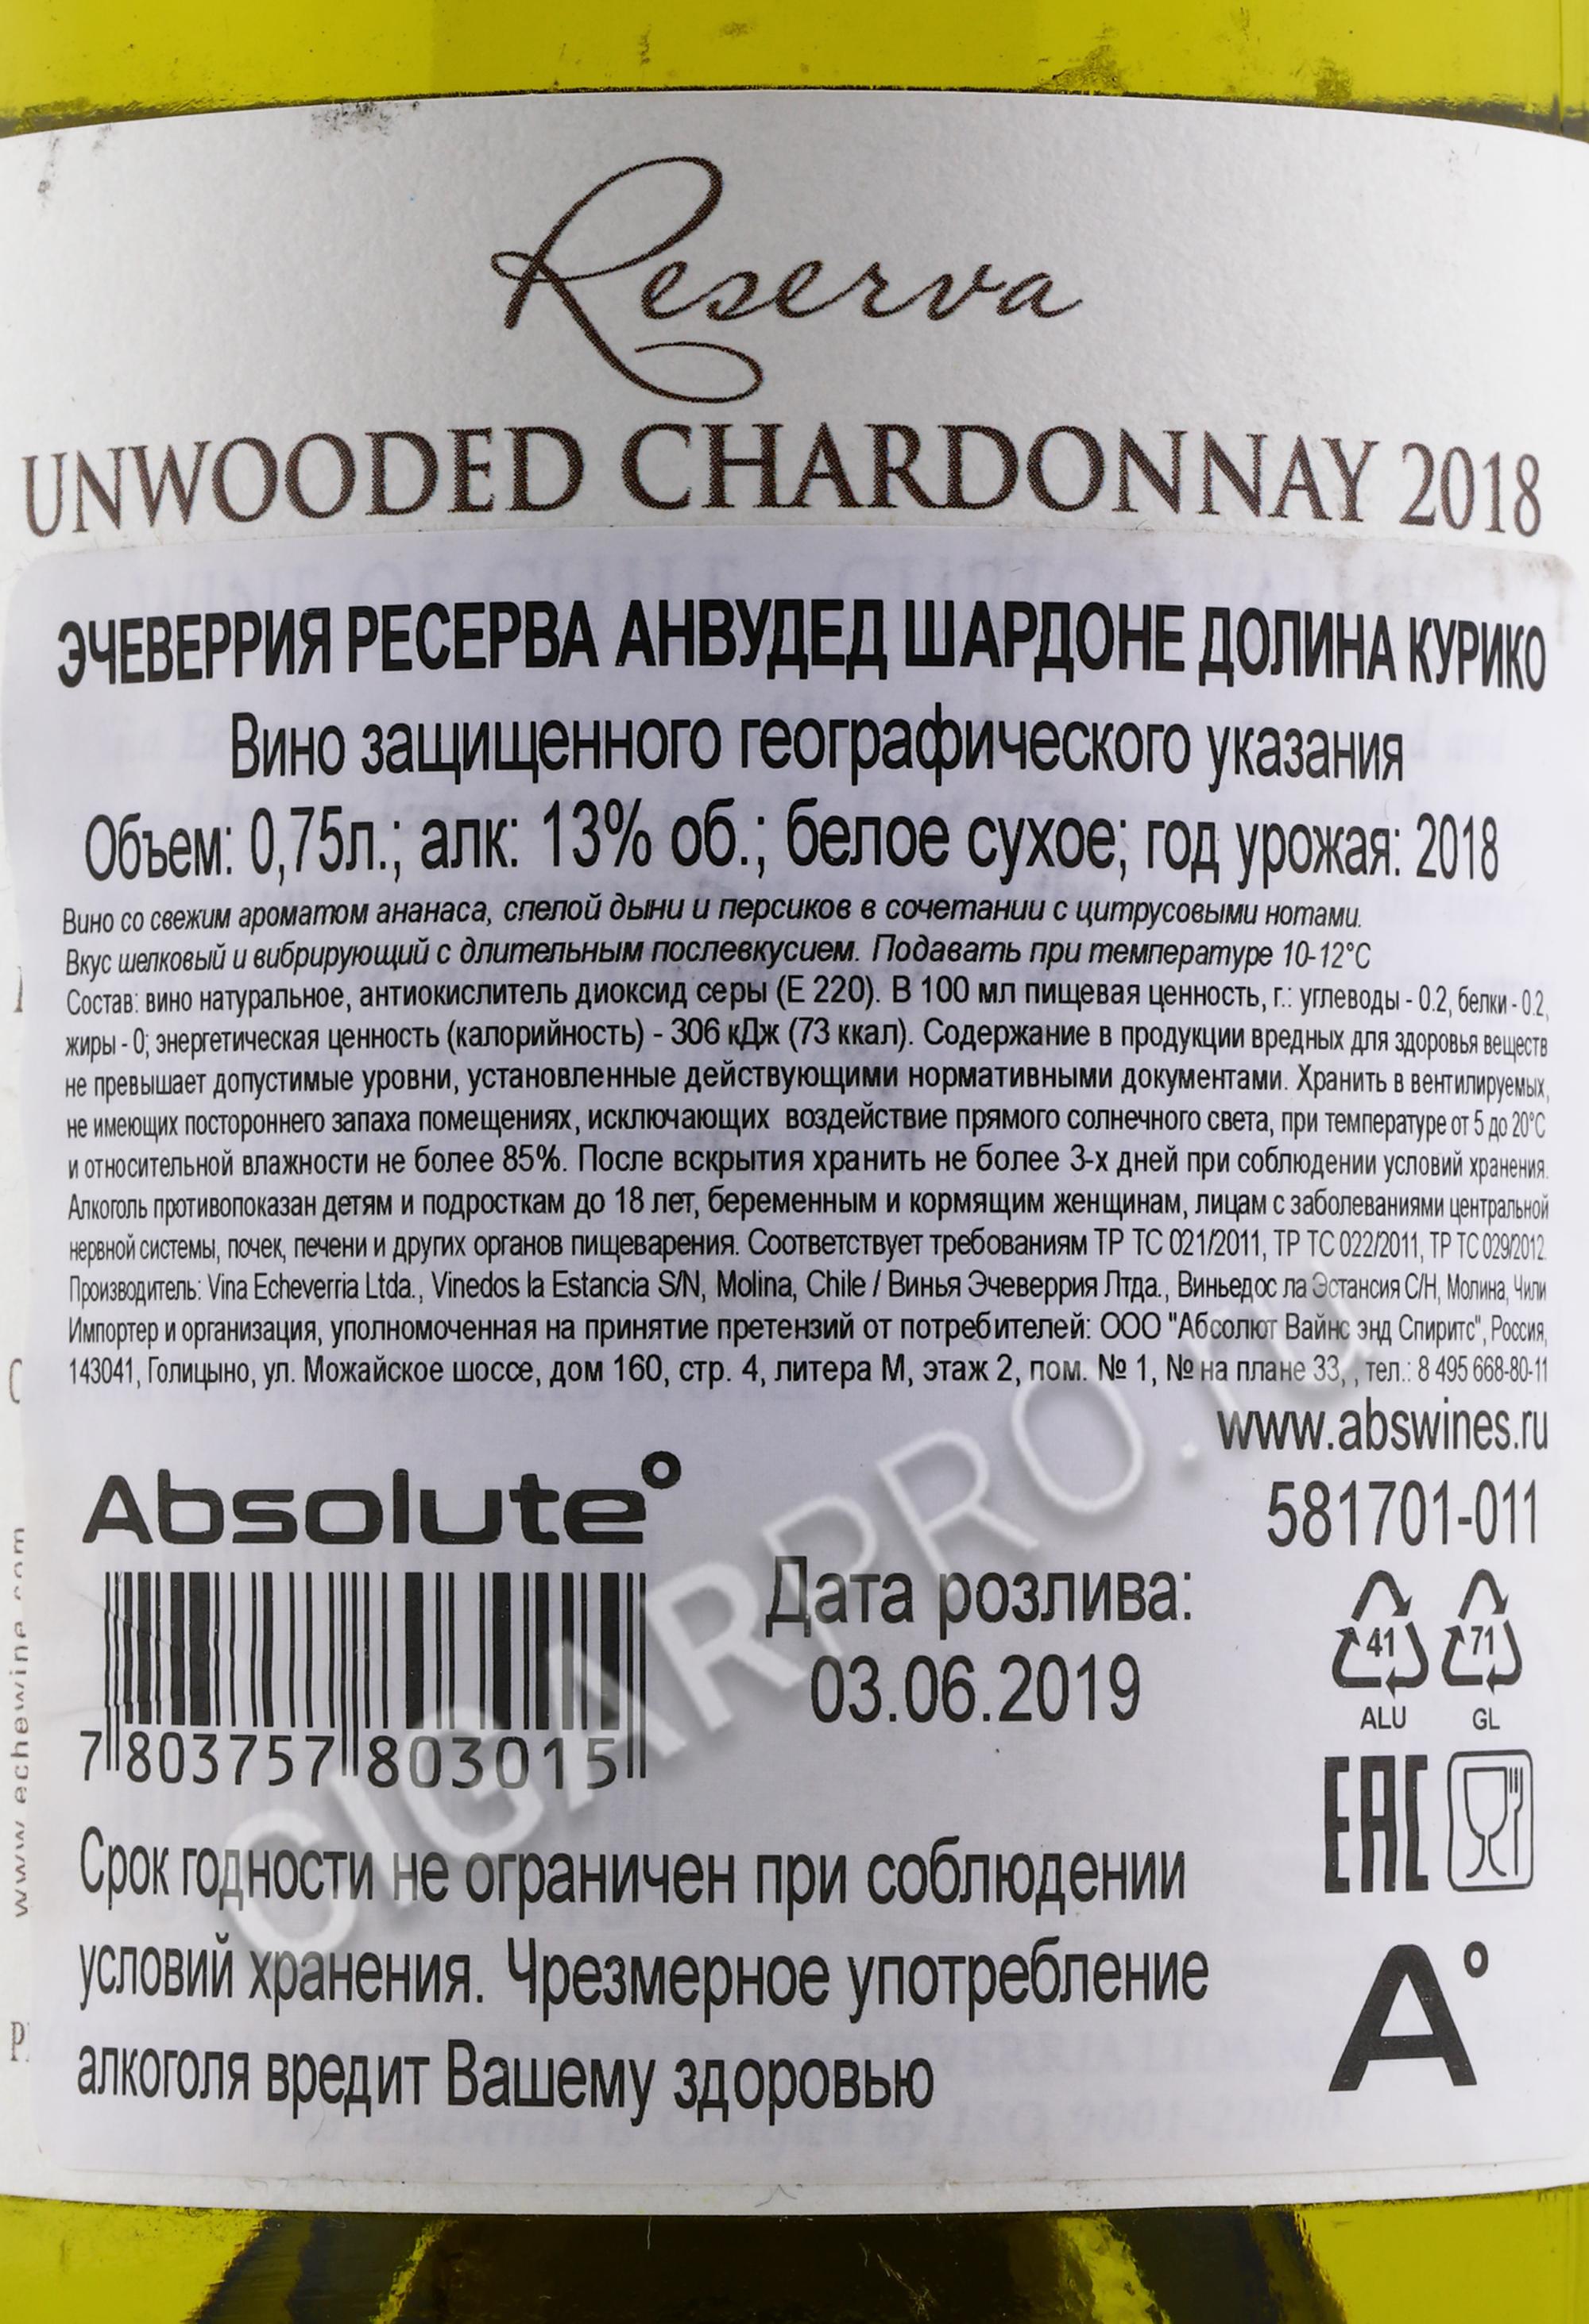 Reserva
UNWOODED CHARDONNAY 2018
ЭЧЕВЕРРИЯ РЕСЕРВА АНВУДЕД ШАРДОНЕ ДОЛИНА КУРИКО
Вино защищенного географического указания
Объем: 0,75л.; алк: 13% об.; белое сухое; год урожая: 2018
Вино со свежим ароматом ананаса, спелой дыни и персиков в сочетании с цитрусовыми нотами.
Вкус шелковый и вибрирующий с длительным послевкусием. Подавать при температуре 10-12°C
Состав: вино натуральное, антиокислитель диоксид серы (Е 220). В 100 мл пищевая ценность, г.: углеводы - 0.2, белки - 0.2,
жиры - 0; энергетическая ценность (калорийность) - 306 кДж (73 ккал). Содержание в продукции вредных для здоровья веществ
не превышает допустимые уровни, установленные действующими нормативными документами. Хранить в вентилируемых,
не имеющих постороннего запаха помещениях, исключающих воздействие прямого солнечного света, при температуре от 5 до 20°C
и относительной влажности не более 85%. После вскрытия хранить не более 3-х дней при соблюдении условий хранения.
Алкоголь противопоказан детям и подросткам до 18 лет, беременным и кормящим женщинам, лицам с заболеваниями центральной
нервной системы, почек, печени и других органов пищеварения. Соответствует требованиям ТР ТС 021/2011, ТР ТС 022/2011, ТР ТС 029/2012.
Производитель: Vina Echeverria Ltda., Vinedos la Estancia S/N, Molina, Chile / Винья Эчеверрия Лтда., Виньедос ла Эстансия С/Н, Молина, Чили
Импортер и организация, уполномоченная на принятие претензий от потребителей: ООО "Абсолют Вайнс энд Спиритс", Россия,
143041, Голицыно, ул. Можайское шоссе, дом 160, стр. 4, литера М, этаж 2, пом. № 1, № на плане 33, , тел.: 8 495 668-80-11
www.abswines.ru
Absolute°
581701-011
Дата розлива:
03.06.2019
41
ALU
71
GL
7 803757 803015
EAC
Срок годности не ограничен при соблюдении
условий хранения. Чрезмерное употребление
алкоголя вредит Вашему здоровью
A°
www.echewine.com
CIGARPRO.ru